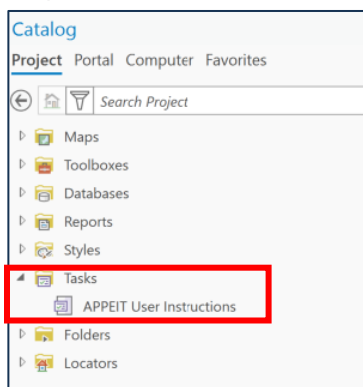 Catalog
Project Portal Computer Favorites
Search Project
Maps
Toolboxes
Databases
Reports
Styles
Tasks
APPEIT User Instructions
Folders
Locators